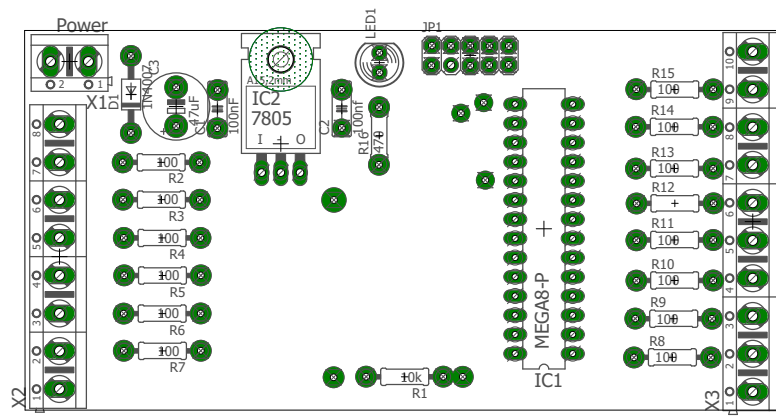 Power
LED1
JP1
2
1
X1
D1
1N4007
C3
47uF
C1
100nF
A15,2mm
IC2
7805
I
O
C2
100nf
R16
470
R15
100
R14
100
R13
100
R12
R11
100
R10
100
R9
100
R8
100
100
R2
100
R3
100
R4
100
R5
100
R6
100
R7
8
7
6
5
4
3
2
1
X2
10k
R1
MEGA8-P
IC1
10
9
8
7
6
5
4
3
2
1
X3